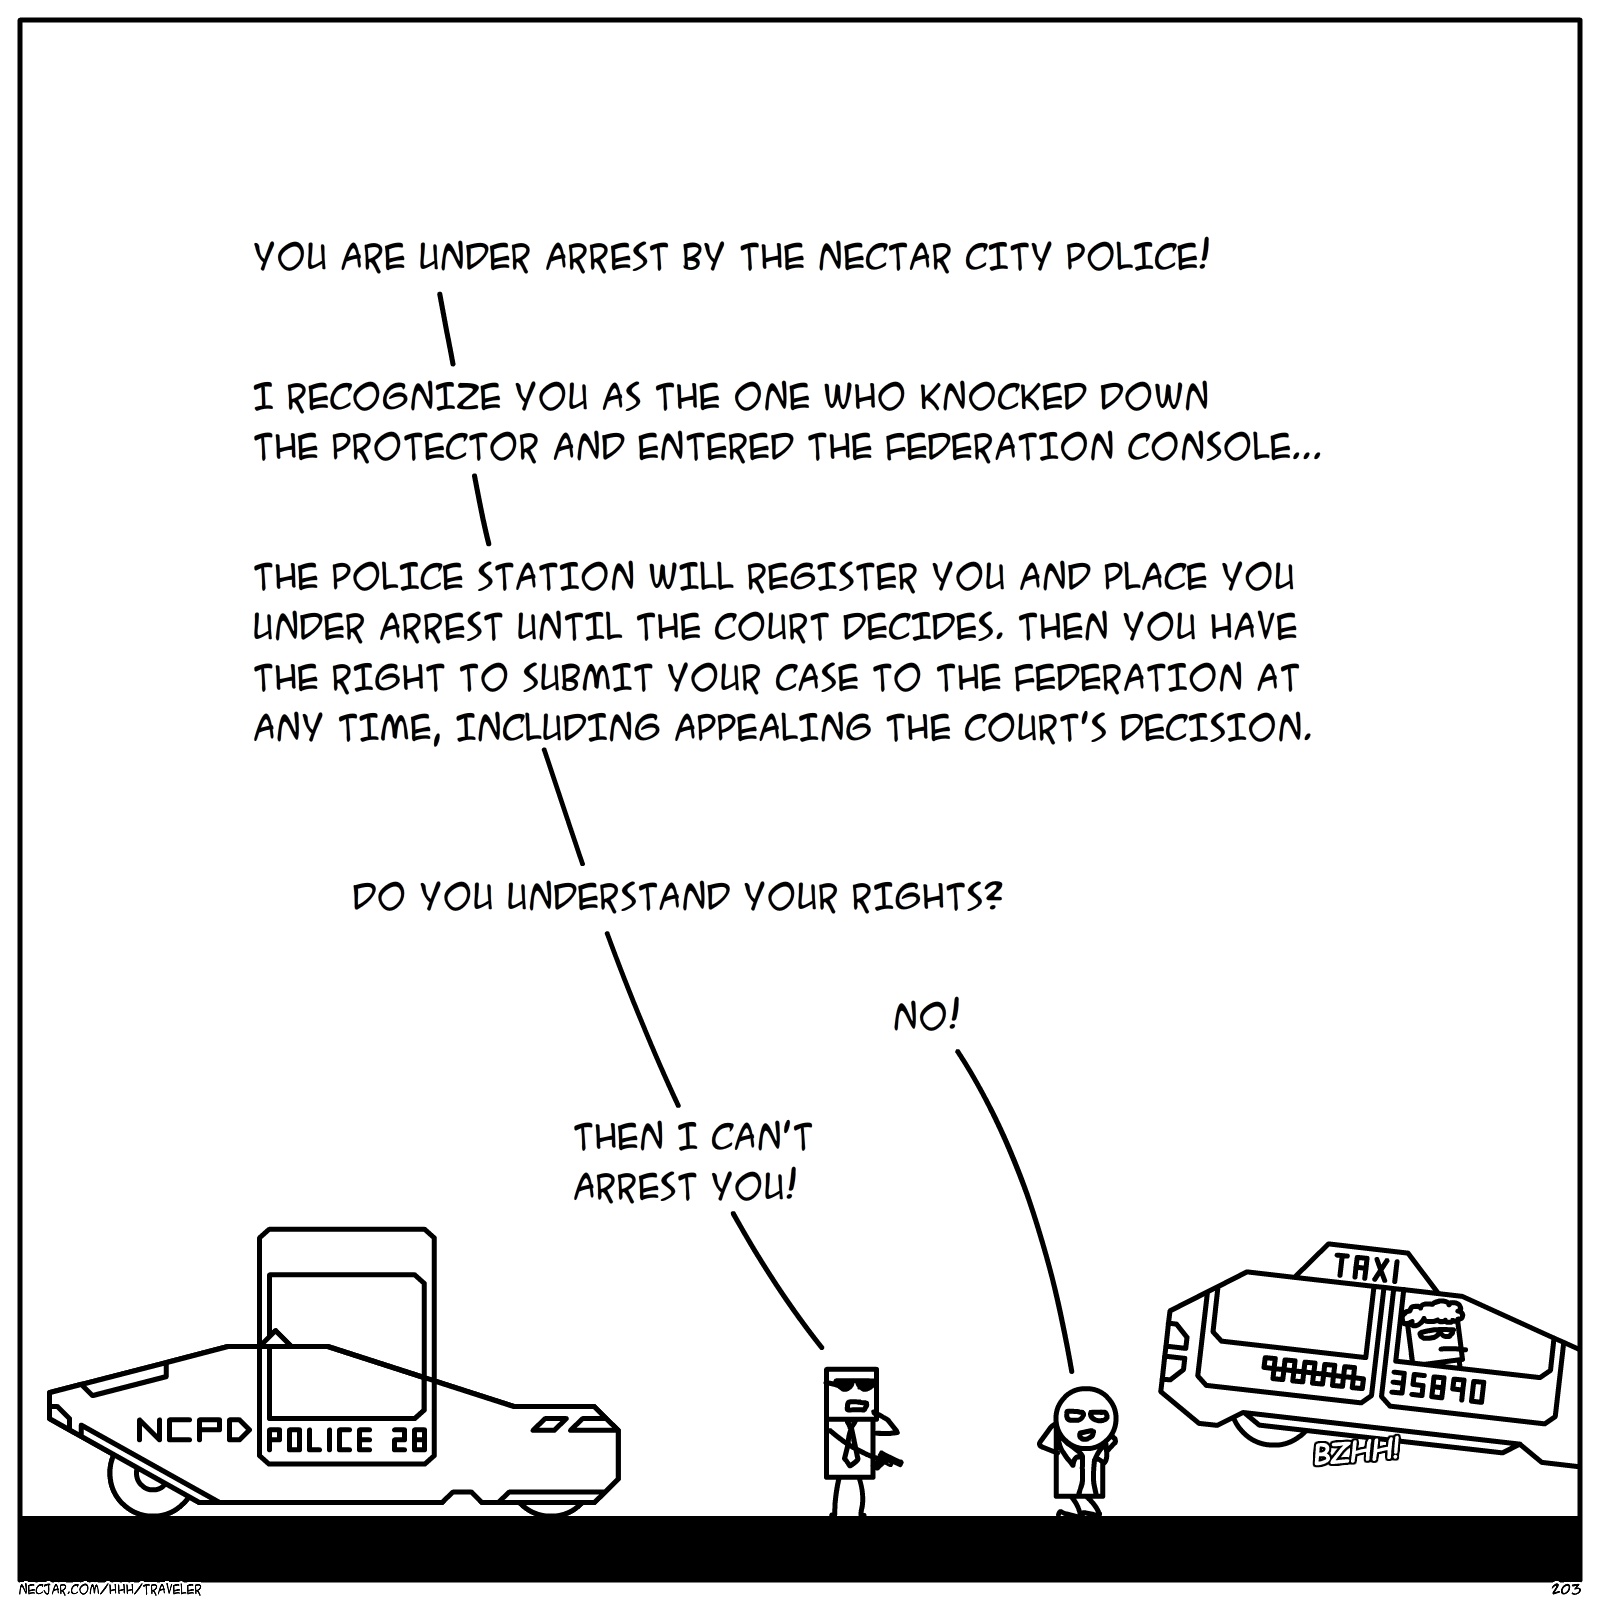 YOU ARE UNDER ARREST BY THE NECTAR CITY POLICE!
I RECOGNIZE YOU AS THE ONE WHO KNOCKED DOWN
THE PROTECTOR AND ENTERED THE FEDERATION CONSOLE...
THE POLICE STATION WILL REGISTER YOU AND PLACE YOU
UNDER ARREST UNTIL THE COURT DECIDES. THEN YOU HAVE
THE RIGHT TO SUBMIT YOUR CASE TO THE FEDERATION AT
ANY TIME, INCLUDING APPEALING THE COURT'S DECISION.
DO YOU UNDERSTAND YOUR RIGHTS?
NO!
THEN I CAN'T
ARREST YOU!
TAXI
35890
NCPD
POLICE 28
BZHH!
NECJAR.COM/HHH/TRAVELER
203